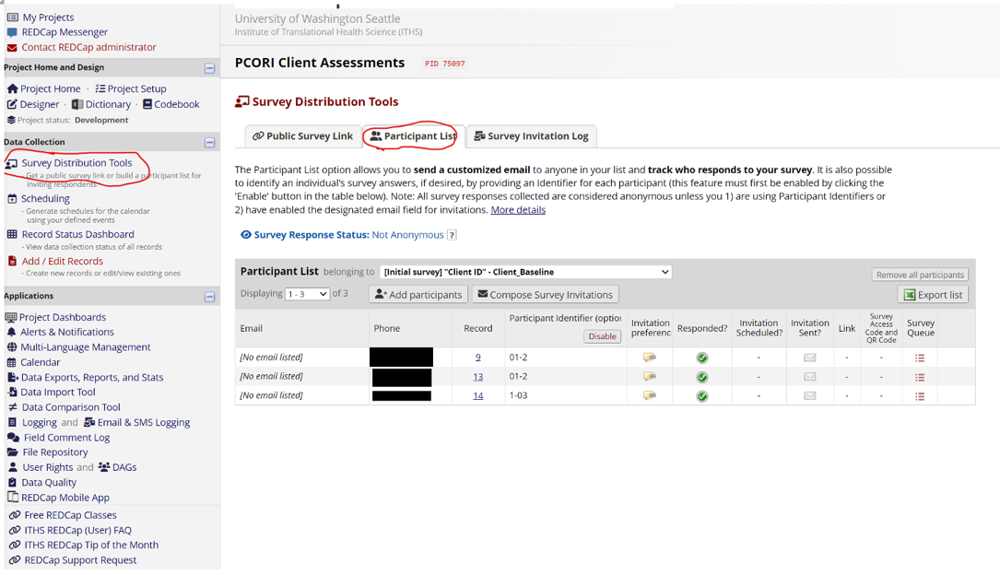 My Projects
REDCap Messenger
Contact REDCap administrator
Project Home and Design
Project Home · Project Setup
Designer · Dictionary · Codebook
Project status: Development
Data Collection
Survey Distribution Tools
- Get a public survey link or build a participant list for
inviting respondents
Scheduling
- Generate schedules for the calendar
using your defined events
Record Status Dashboard
- View data collection status of all records
Add / Edit Records
- Create new records or edit/view existing ones
Applications
Project Dashboards
Alerts & Notifications
Multi-Language Management
Calendar
Data Exports, Reports, and Stats
Data Import Tool
Data Comparison Tool
Logging and Email & SMS Logging
Field Comment Log
File Repository
User Rights and DAGs
Data Quality
REDCap Mobile App
Free REDCap Classes
ITHS REDCap (User) FAQ
ITHS REDCap Tip of the Month
REDCap Support Request
University of Washington Seattle
Institute of Translational Health Science (ITHS)
PCORI Client Assessments PID 75097
Survey Distribution Tools
Public Survey Link Participant List Survey Invitation Log
The Participant List option allows you to send a customized email to anyone in your list and track who responds to your survey. It is also possible
to identify an individual's survey answers, if desired, by providing an Identifier for each participant (this feature must first be enabled by clicking the
'Enable' button in the table below). Note: All survey responses collected are considered anonymous unless you 1) are using Participant Identifiers or
2) have enabled the designated email field for invitations. More details
Survey Response Status: Not Anonymous ?
Participant List belonging to [Initial survey] "Client ID" - Client_Baseline
Remove all participants
Displaying 1 - 3 of 3 Add participants Compose Survey Invitations Export list
Email Phone Record Participant Identifier (option Disable Invitation preferenc Responded? Invitation Scheduled? Invitation Sent? Link Survey Access Code and QR Code Survey Queue
[No email listed] 9 01-2 - - -
[No email listed] 13 01-2 - - -
[No email listed] 14 1-03 - - -